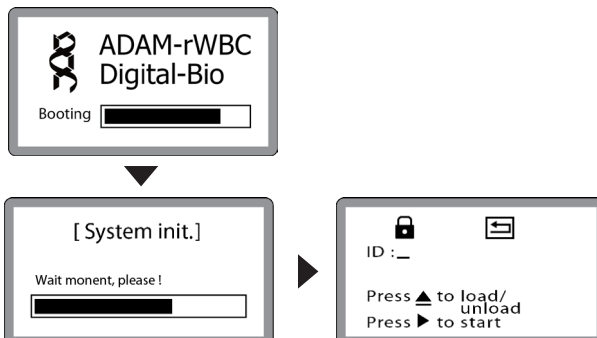 ADAM-rWBC
Digital-Bio
Booting
[ System init.]
Wait monent, please !
ID :_
Press ▲ to load/
unload
Press ▶ to start